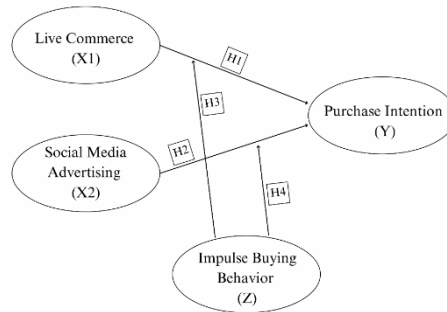 Live Commerce
(X1)
H1
H3
Purchase Intention
(Y)
Social Media
Advertising
(X2)
H2
H4
Impulse Buying
Behavior
(Z)